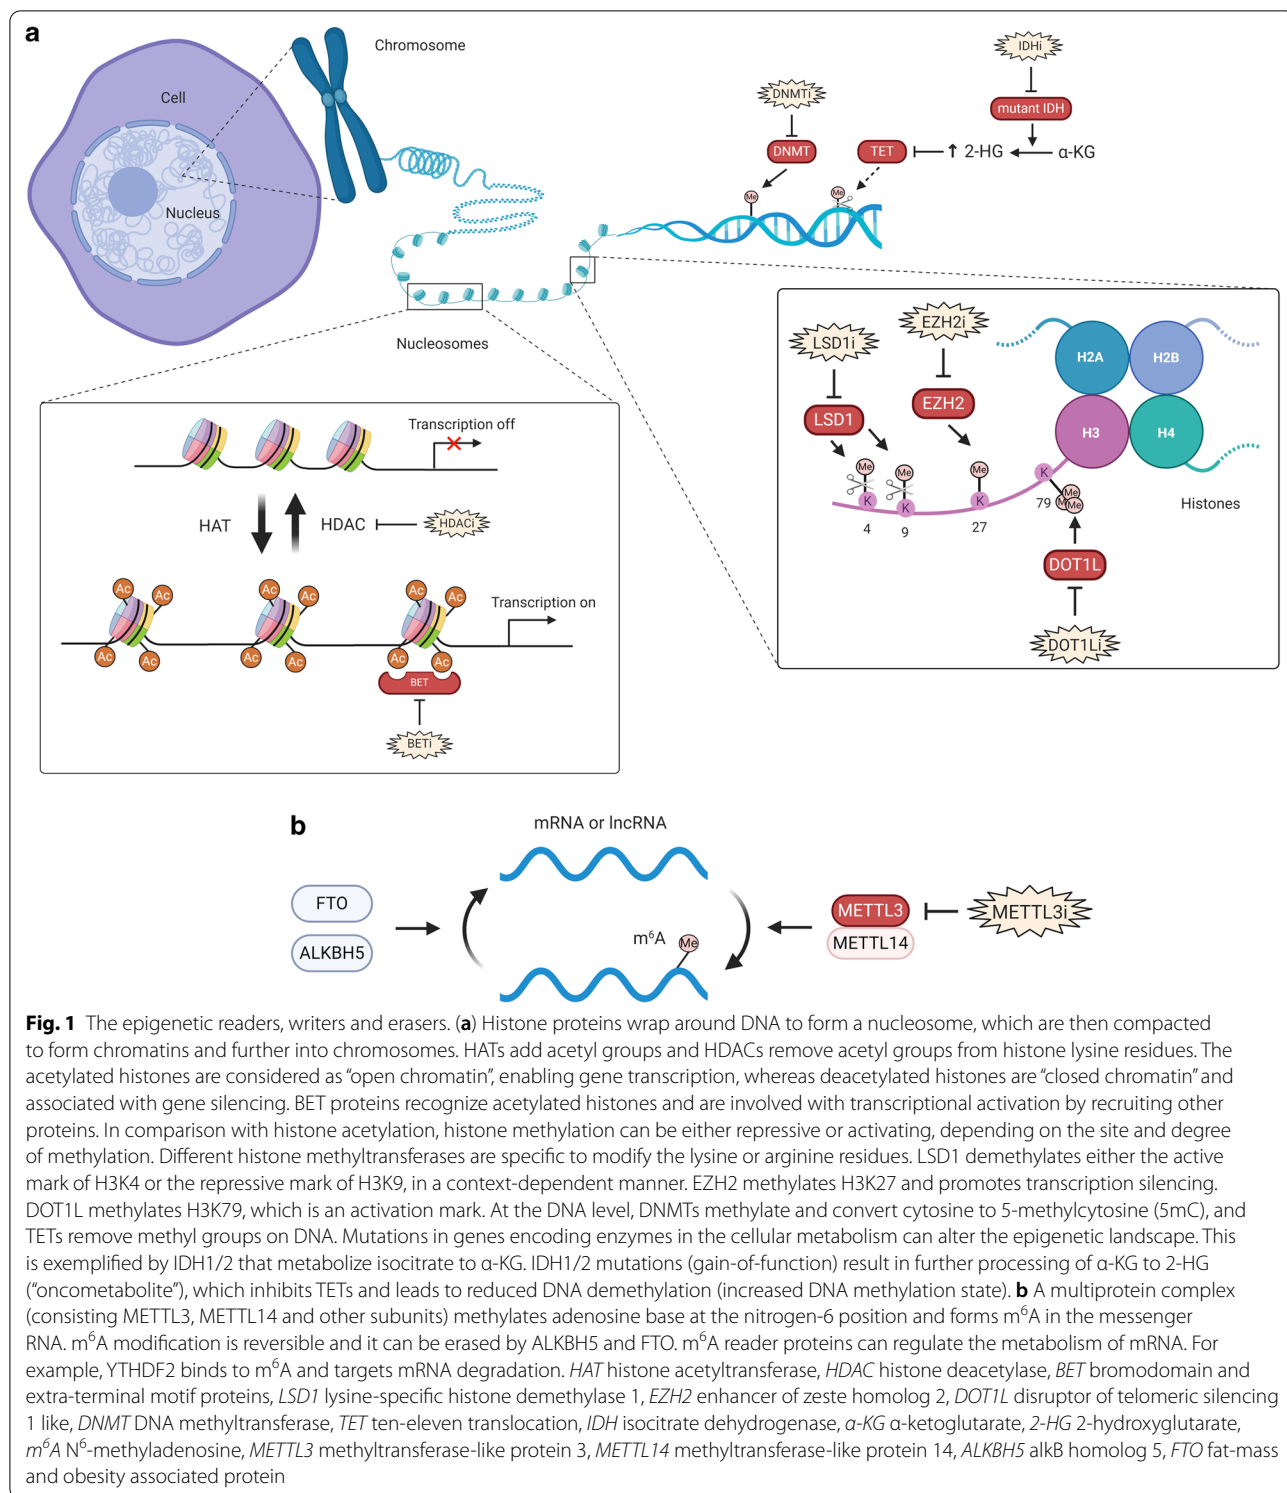 a
Chromosome
Cell
Nucleus
Nucleosomes
IDHi
mutant IDH
DNMTi
DNMT
TET
↑ 2-HG
α-KG
Me
Me
Transcription off
HAT
HDAC
HDACi
Ac
Ac
Ac
Ac
Ac
Ac
Ac
Ac
Ac
Ac
Ac
Ac
Transcription on
BET
BETi
LSD1i
EZH2i
LSD1
EZH2
H2A
H2B
H3
H4
Histones
Me
Me
Me
K
K
K
K
4
9
27
79
Me
M
Me
DOT1L
DOT1Li
b
mRNA or lncRNA
FTO
ALKBH5
m⁶A
Me
METTL3
METTL14
METTL3i
Fig. 1 The epigenetic readers, writers and erasers. (a) Histone proteins wrap around DNA to form a nucleosome, which are then compacted
to form chromatins and further into chromosomes. HATs add acetyl groups and HDACs remove acetyl groups from histone lysine residues. The
acetylated histones are considered as “open chromatin”, enabling gene transcription, whereas deacetylated histones are “closed chromatin” and
associated with gene silencing. BET proteins recognize acetylated histones and are involved with transcriptional activation by recruiting other
proteins. In comparison with histone acetylation, histone methylation can be either repressive or activating, depending on the site and degree
of methylation. Different histone methyltransferases are specific to modify the lysine or arginine residues. LSD1 demethylates either the active
mark of H3K4 or the repressive mark of H3K9, in a context-dependent manner. EZH2 methylates H3K27 and promotes transcription silencing.
DOT1L methylates H3K79, which is an activation mark. At the DNA level, DNMTs methylate and convert cytosine to 5-methylcytosine (5mC), and
TETs remove methyl groups on DNA. Mutations in genes encoding enzymes in the cellular metabolism can alter the epigenetic landscape. This
is exemplified by IDH1/2 that metabolize isocitrate to α-KG. IDH1/2 mutations (gain-of-function) result in further processing of α-KG to 2-HG
(“oncometabolite”), which inhibits TETs and leads to reduced DNA demethylation (increased DNA methylation state). b A multiprotein complex
(consisting METTL3, METTL14 and other subunits) methylates adenosine base at the nitrogen-6 position and forms m⁶A in the messenger
RNA. m⁶A modification is reversible and it can be erased by ALKBH5 and FTO. m⁶A reader proteins can regulate the metabolism of mRNA. For
example, YTHDF2 binds to m⁶A and targets mRNA degradation. HAT histone acetyltransferase, HDAC histone deacetylase, BET bromodomain and
extra-terminal motif proteins, LSD1 lysine-specific histone demethylase 1, EZH2 enhancer of zeste homolog 2, DOT1L disruptor of telomeric silencing
1 like, DNMT DNA methyltransferase, TET ten-eleven translocation, IDH isocitrate dehydrogenase, α-KG α-ketoglutarate, 2-HG 2-hydroxyglutarate,
m⁶A N⁶-methyladenosine, METTL3 methyltransferase-like protein 3, METTL14 methyltransferase-like protein 14, ALKBH5 alkB homolog 5, FTO fat-mass
and obesity associated protein